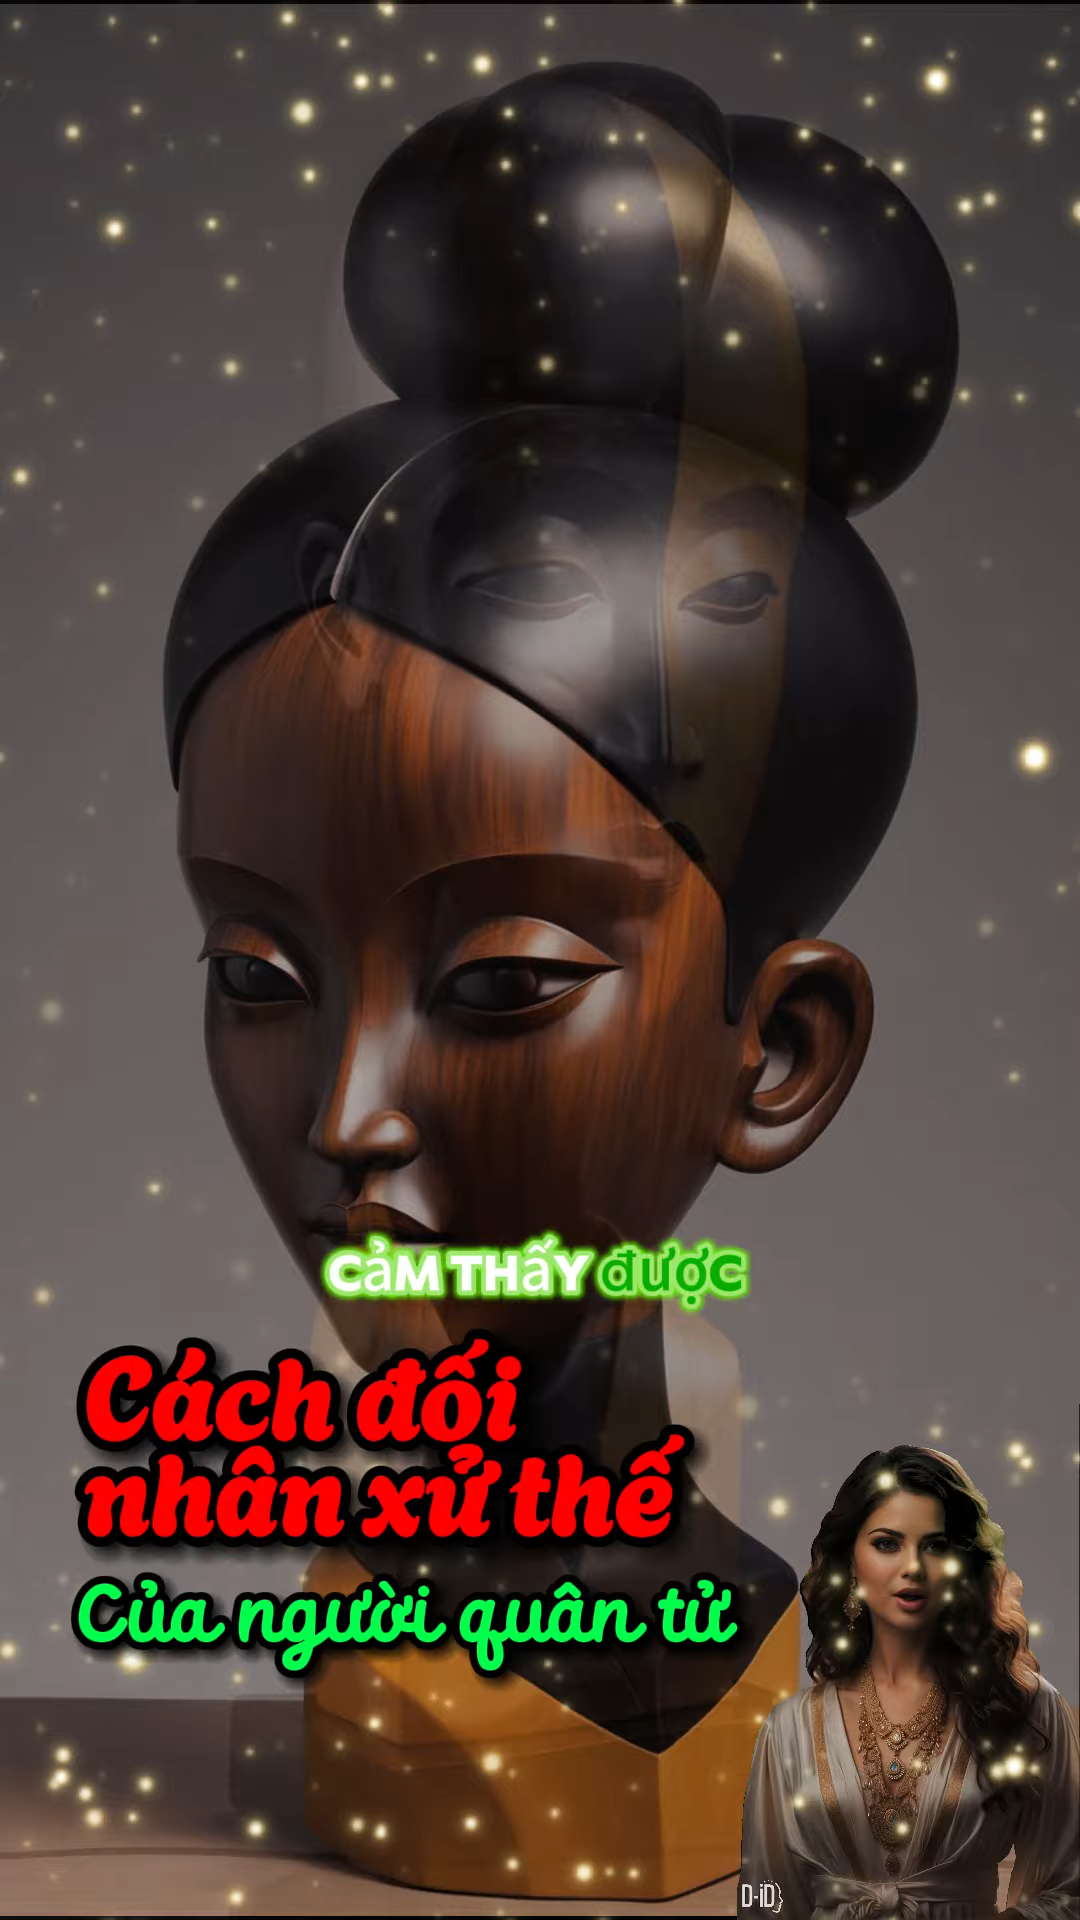 CẢM THẤY ĐƯỢC
Cách đối
nhân xử thế
Của người quân tử
D-iD